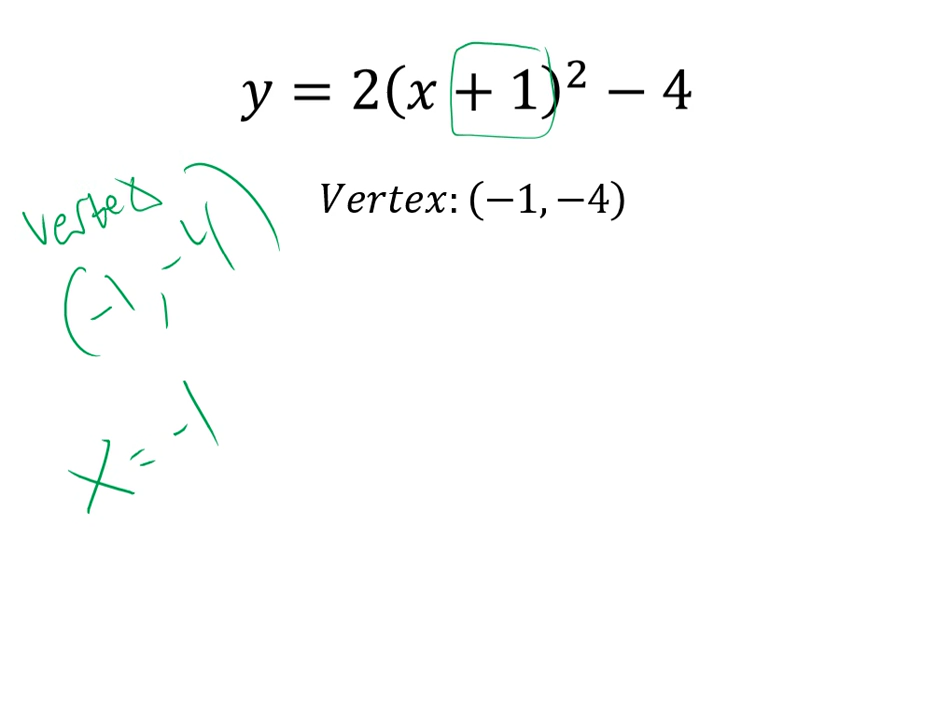 y = 2(x + 1)² − 4
Vertex: (−1, −4)
vertex
(-1, -4)
x = -1